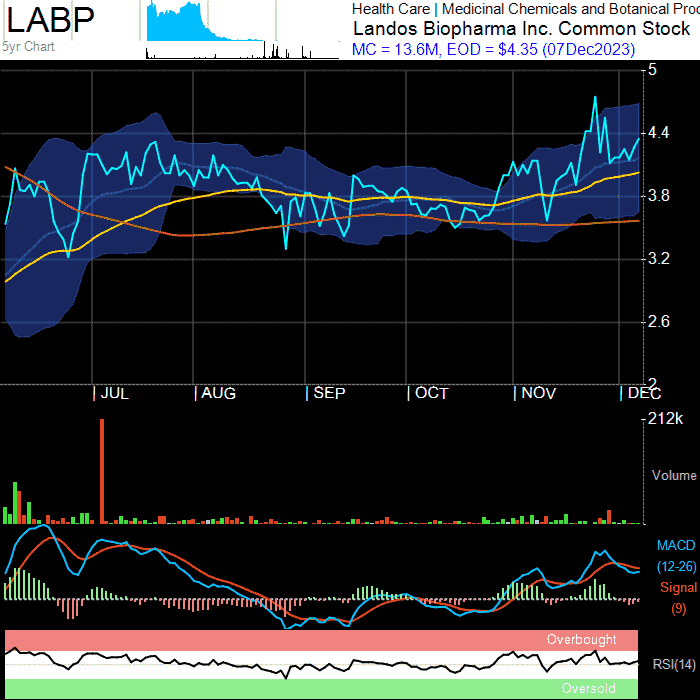 LABP
5yr Chart
Health Care | Medicinal Chemicals and Botanical Proc
Landos Biopharma Inc. Common Stock
MC = 13.6M, EOD = $4.35 (07Dec2023)
5
4.4
3.8
3.2
2.6
2
JUL AUG SEP OCT NOV DEC
212k
Volume
MACD
(12-26)
Signal
(9)
Overbought
RSI(14)
Oversold